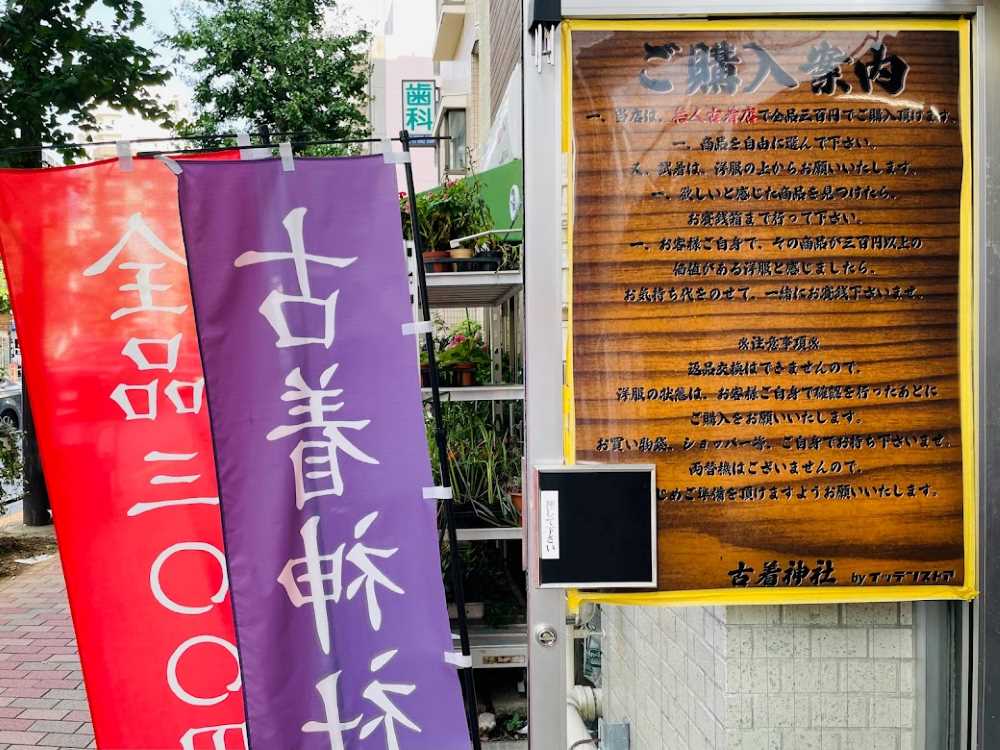 歯科
全品三〇〇円
古着神社
ご購入案内
一、当店は、無人古着店で全品三百円でご購入頂けます。
一、商品を自由に選んで下さい。
又、試着は、洋服の上からお願いいたします。
一、欲しいと感じた商品を見つけたら、
お賽銭箱まで行って下さい。
一、お客様ご自身で、その商品が三百円以上の
価値がある洋服と感じましたら、
お気持ち代をのせて、一緒にお賽銭下さいませ。
※注意事項※
返品交換はできませんので、
洋服の状態は、お客様ご自身で確認を行ったあとに
ご購入をお願いいたします。
お買い物袋、ショッパー等、ご自身でお持ち下さいませ。
両替機はございませんので、
じめご準備を頂けますようお願いいたします。
押して下さい
古着神社 by イッテンストア